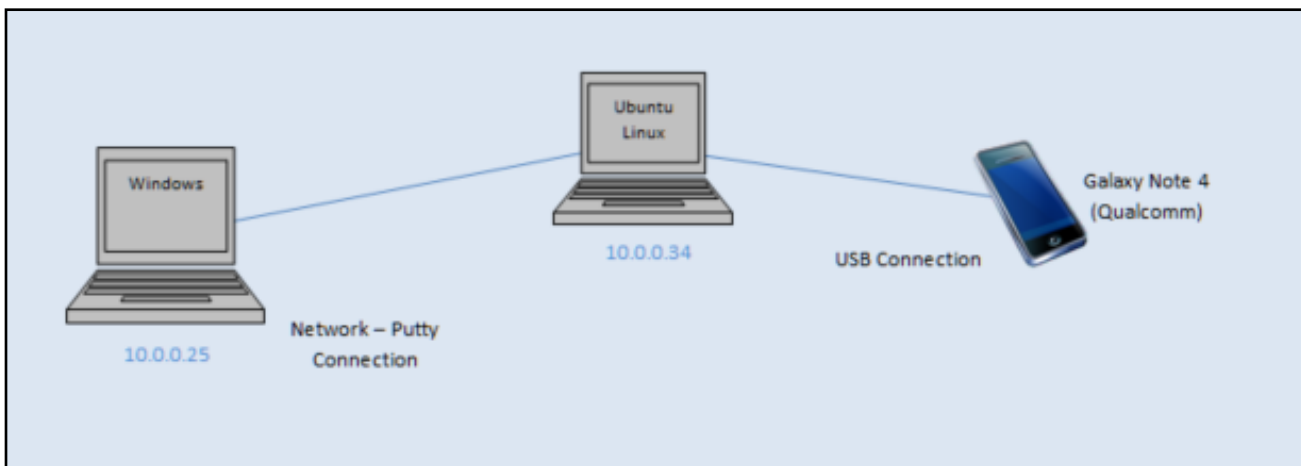 Windows
10.0.0.25
Network – Putty
Connection
Ubuntu
Linux
10.0.0.34
USB Connection
Galaxy Note 4
(Qualcomm)